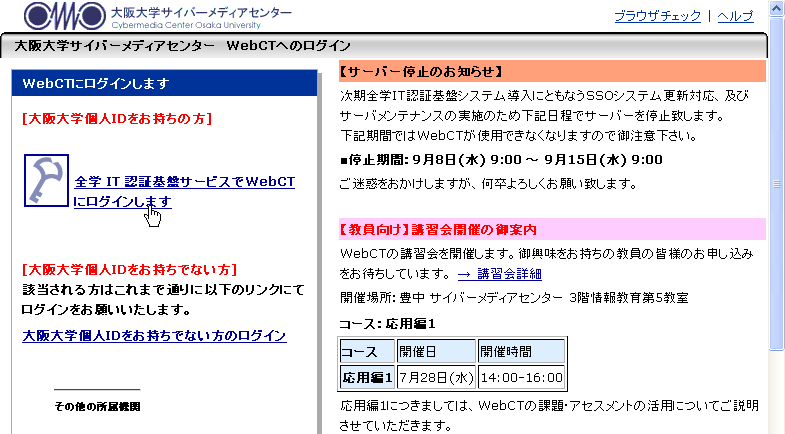 大阪大学サイバーメディアセンター
Cybermedia Center Osaka University
ブラウザチェック | ヘルプ
大阪大学サイバーメディアセンター WebCTへのログイン
WebCTにログインします
[大阪大学個人IDをお持ちの方]
全学 IT 認証基盤サービスでWebCT
にログインします
[大阪大学個人IDをお持ちでない方]
該当される方はこれまで通りに以下のリンクにて
ログインをお願いいたします。
大阪大学個人IDをお持ちでない方のログイン
その他の所属機関
【サーバー停止のお知らせ】
次期全学IT認証基盤システム導入にともなうSSOシステム更新対応、及び
サーバメンテナンスの実施のため下記日程でサーバーを停止致します。
下記期間ではWebCTが使用できなくなりますので御注意下さい。
■停止期間: 9月8日(水) 9:00 ～ 9月15日(水) 9:00
ご迷惑をおかけしますが、何卒よろしくお願い致します。
【教員向け】講習会開催の御案内
WebCTの講習会を開催します。御興味をお持ちの教員の皆様のお申し込み
をお待ちしています。 → 講習会詳細
開催場所: 豊中 サイバーメディアセンター 3階情報教育第5教室
コース: 応用編1
コース 開催日 開催時間
応用編1 7月28日(水) 14:00-16:00
応用編1につきましては、WebCTの課題・アセスメントの活用についてご説明
させていただきます。